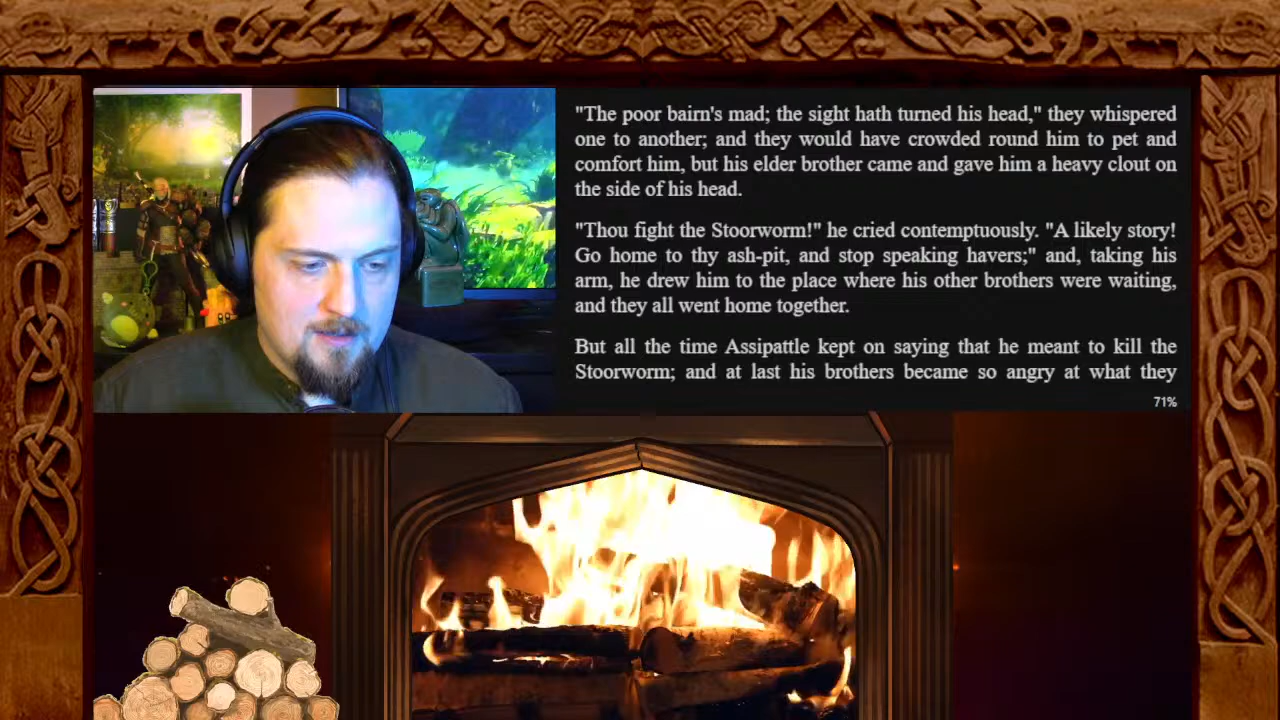 "The poor bairn's mad; the sight hath turned his head," they whispered
one to another; and they would have crowded round him to pet and
comfort him, but his elder brother came and gave him a heavy clout on
the side of his head.
"Thou fight the Stoorworm!" he cried contemptuously. "A likely story!
Go home to thy ash-pit, and stop speaking havers;" and, taking his
arm, he drew him to the place where his other brothers were waiting,
and they all went home together.
But all the time Assipattle kept on saying that he meant to kill the
Stoorworm; and at last his brothers became so angry at what they
71%